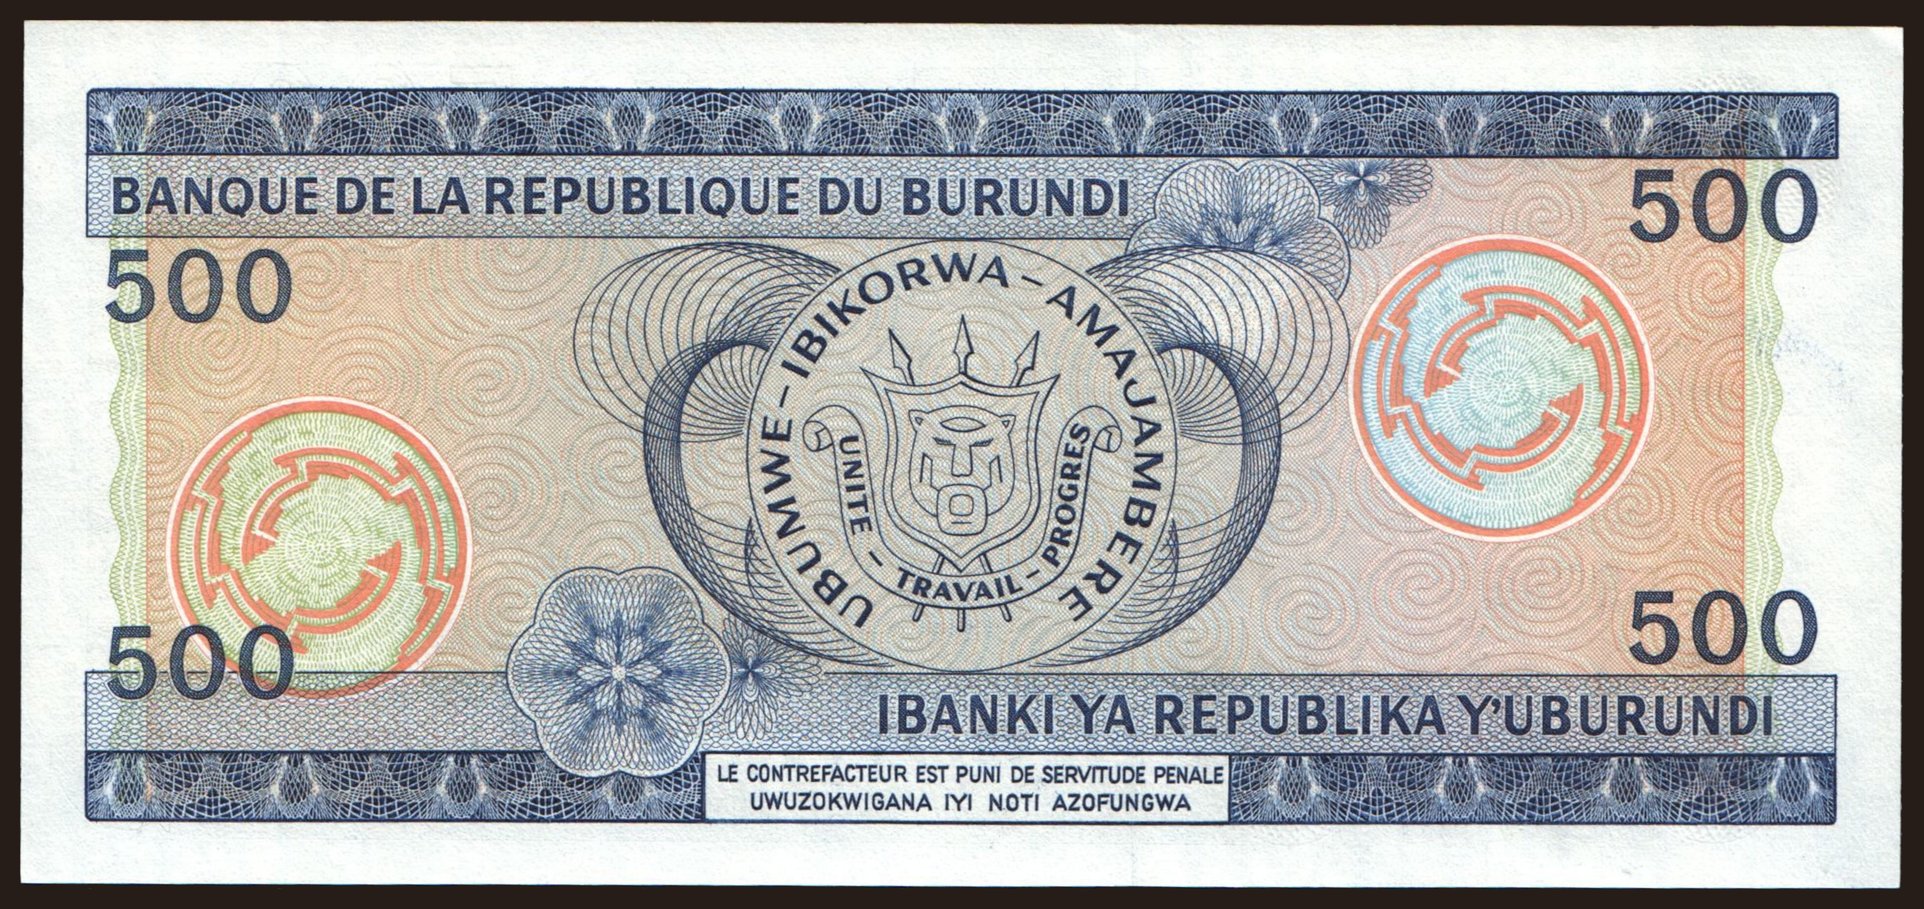 BANQUE DE LA REPUBLIQUE DU BURUNDI
500
500
UBUMWE - IBIKORWA - AMAJAMBERE
UNITE - TRAVAIL - PROGRES
500
500
IBANKI YA REPUBLIKA Y'UBURUNDI
LE CONTREFACTEUR EST PUNI DE SERVITUDE PENALE
UWUZOKWIGANA IYI NOTI AZOFUNGWA